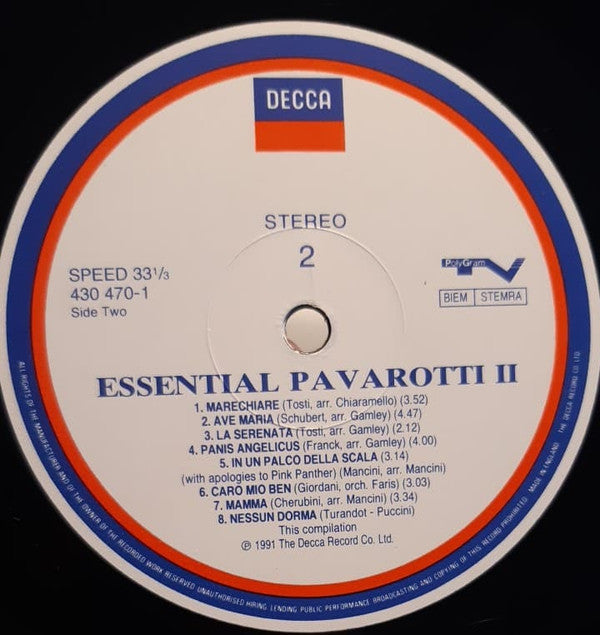 DECCA
STEREO
2
SPEED 33 1/3
430 470-1
Side Two
PolyGram TV
BIEM STEMRA
ESSENTIAL PAVAROTTI II
1. MARECHIARE (Tosti, arr. Chiaramello) (3.52)
2. AVE MARIA (Schubert, arr. Gamley) (4.47)
3. LA SERENATA (Tosti, arr. Gamley) (2.12)
4. PANIS ANGELICUS (Franck, arr. Gamley) (4.00)
5. IN UN PALCO DELLA SCALA (3.14)
(with apologies to Pink Panther) (Mancini, arr. Mancini)
6. CARO MIO BEN (Giordani, orch. Faris) (3.03)
7. MAMMA (Cherubini, arr. Mancini) (3.34)
8. NESSUN DORMA (Turandot - Puccini)
This compilation
℗ 1991 The Decca Record Co. Ltd.
ALL RIGHTS OF THE MANUFACTURER AND OF THE OWNER OF THE RECORDED WORK RESERVED UNAUTHORISED HIRING LENDING PUBLIC PERFORMANCE BROADCASTING AND COPYING OF THIS RECORD PROHIBITED MADE IN ENGLAND THE DECCA RECORD CO LTD